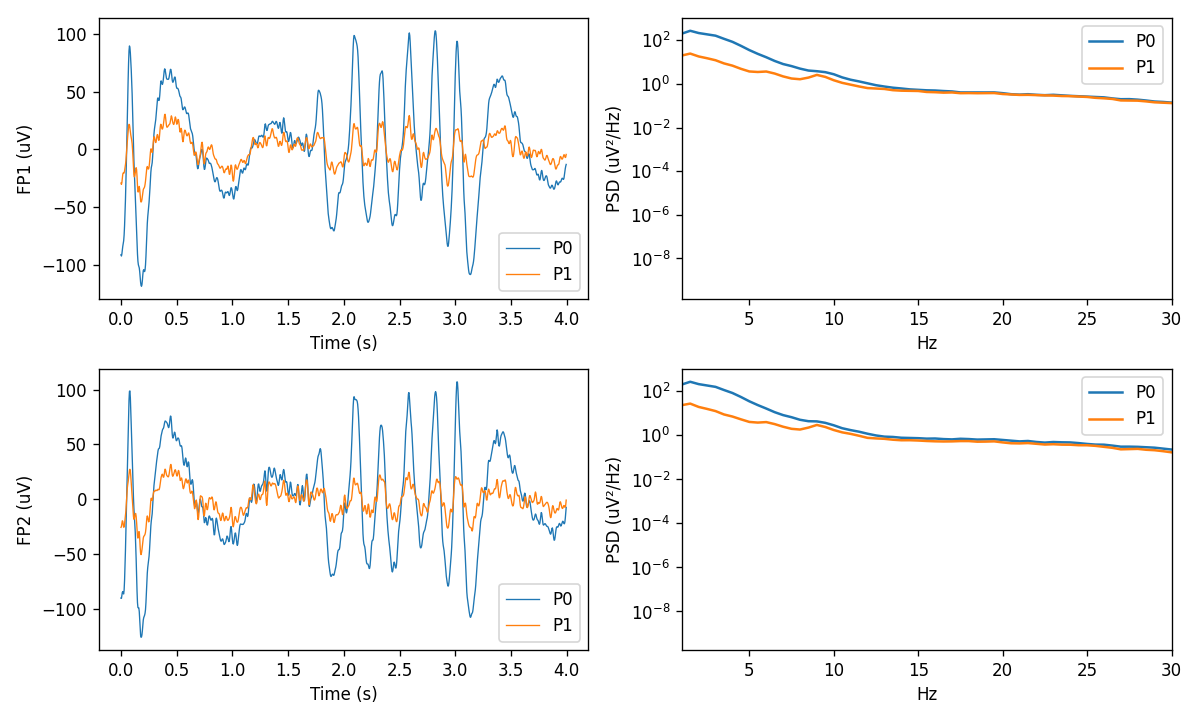 100
50
0
−50
−100
FP1 (uV)
0.0 0.5 1.0 1.5 2.0 2.5 3.0 3.5 4.0
Time (s)
P0
P1
10²
10⁰
10⁻²
10⁻⁴
10⁻⁶
10⁻⁸
PSD (uV²/Hz)
5 10 15 20 25 30
Hz
P0
P1
100
50
0
−50
−100
FP2 (uV)
0.0 0.5 1.0 1.5 2.0 2.5 3.0 3.5 4.0
Time (s)
P0
P1
10²
10⁰
10⁻²
10⁻⁴
10⁻⁶
10⁻⁸
PSD (uV²/Hz)
5 10 15 20 25 30
Hz
P0
P1